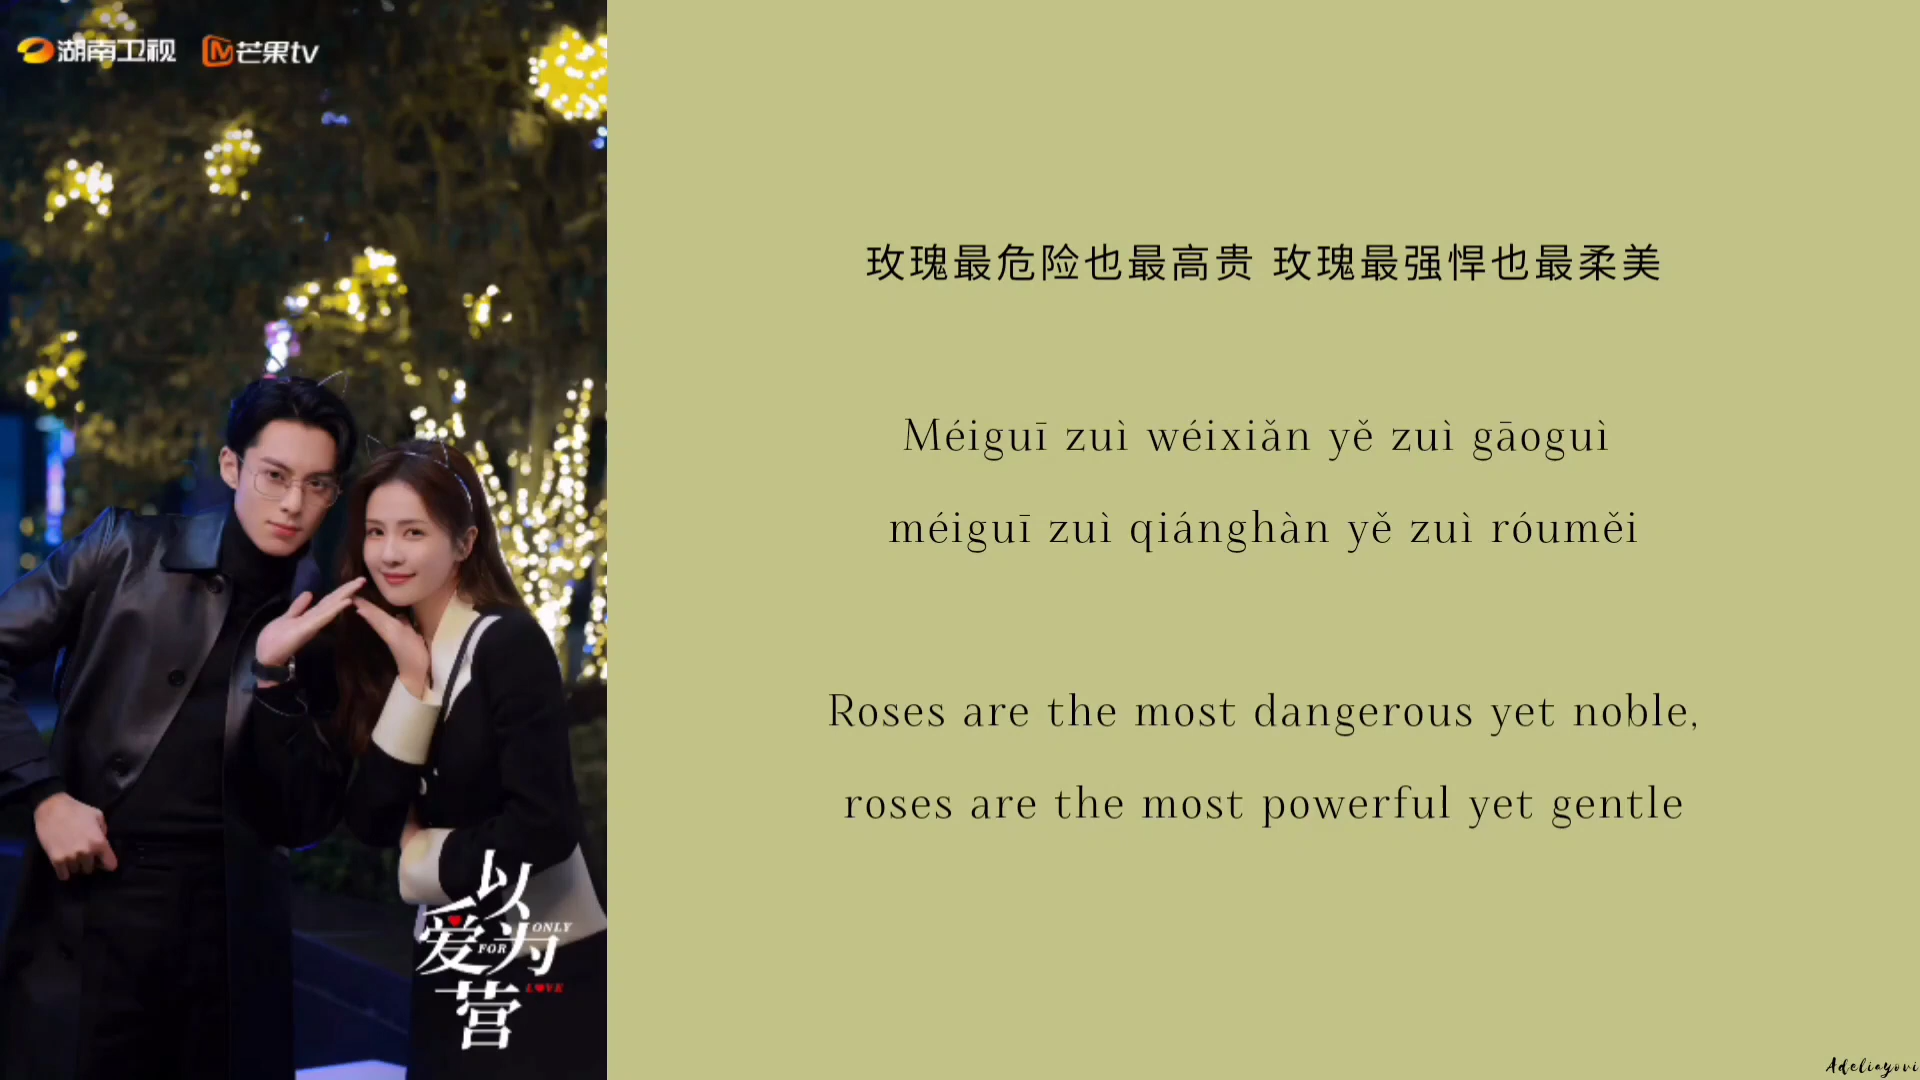 湖南卫视 芒果tv
玫瑰最危险也最高贵 玫瑰最强悍也最柔美
Méiguī zuì wéixiǎn yě zuì gāoguì
méiguī zuì qiánghàn yě zuì róuměi
Roses are the most dangerous yet noble,
roses are the most powerful yet gentle
以爱为营
ONLY
FOR
LOVE
Adeliayovi